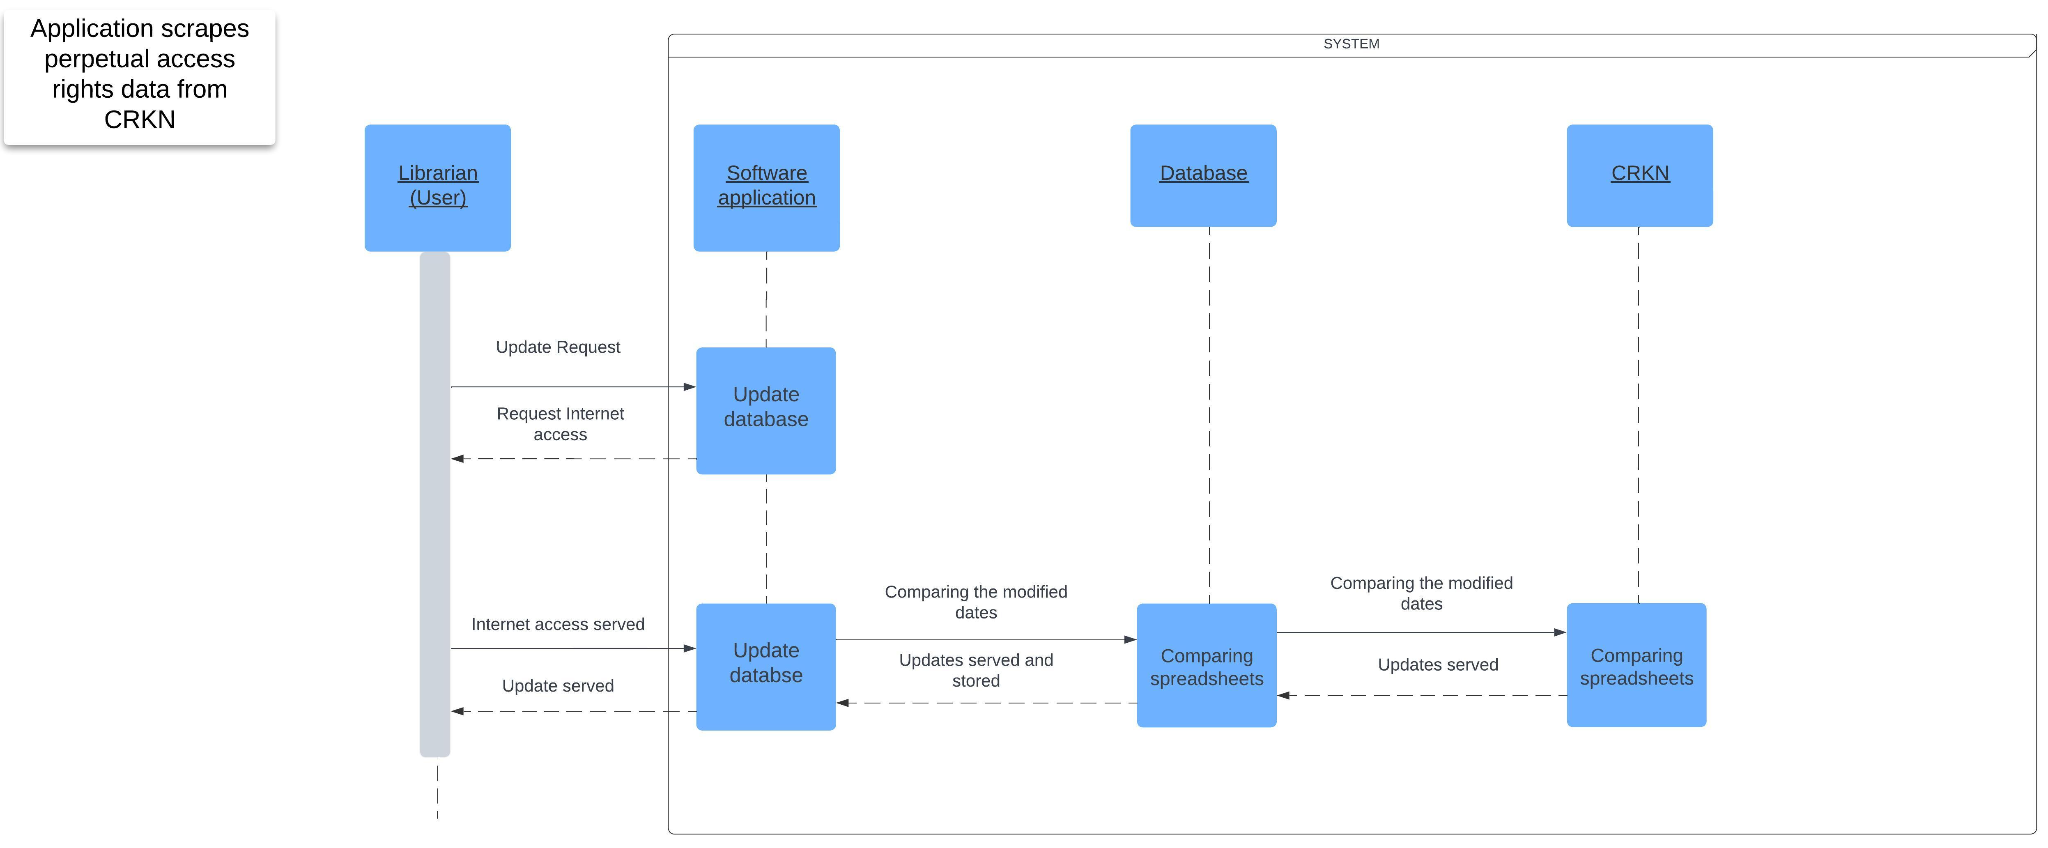 Application scrapes
perpetual access
rights data from
CRKN
SYSTEM
Librarian
(User)
Software
application
Database
CRKN
Update Request
Update
database
Request Internet
access
Comparing the modified
dates
Comparing the modified
dates
Internet access served
Update
databse
Updates served and
stored
Comparing
spreadsheets
Updates served
Comparing
spreadsheets
Update served